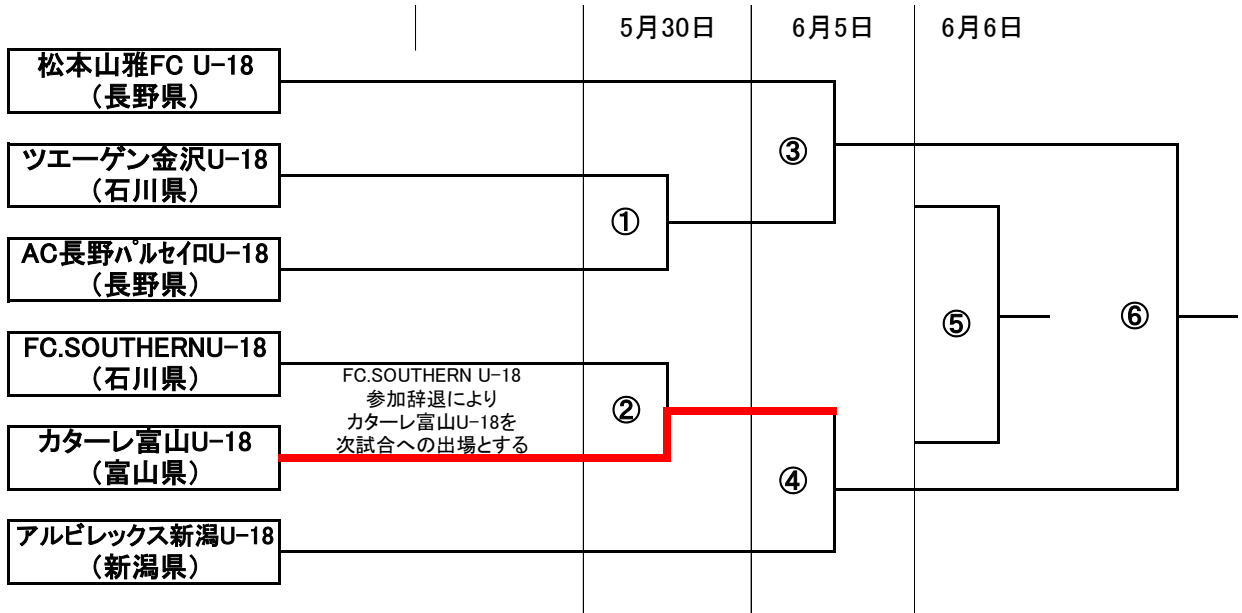 5月30日
6月5日
6月6日
松本山雅FC U-18
(長野県)
③
ツエーゲン金沢U-18
(石川県)
①
AC長野パルセイロU-18
(長野県)
⑤
⑥
FC.SOUTHERNU-18
(石川県)
FC.SOUTHERN U-18
参加辞退により
カターレ富山U-18を
次試合への出場とする
②
カターレ富山U-18
(富山県)
④
アルビレックス新潟U-18
(新潟県)